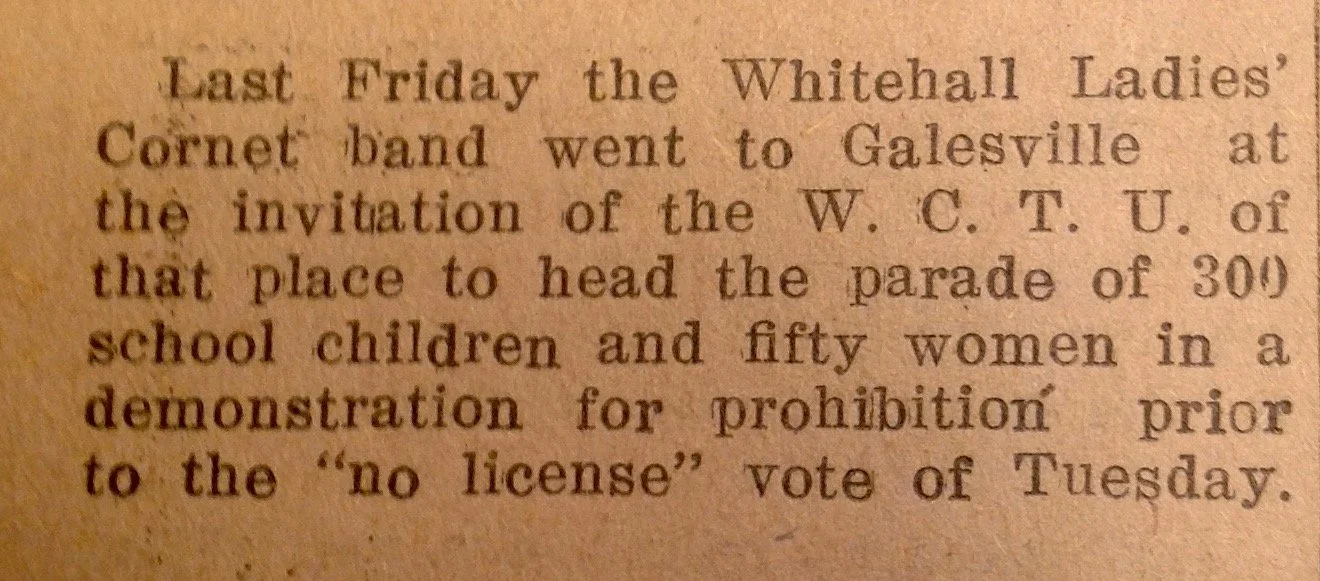 Last Friday the Whitehall Ladies’
Cornet band went to Galesville at
the invitation of the W. C. T. U. of
that place to head the parade of 300
school children and fifty women in a
demonstration for prohibition prior
to the “no license” vote of Tuesday.